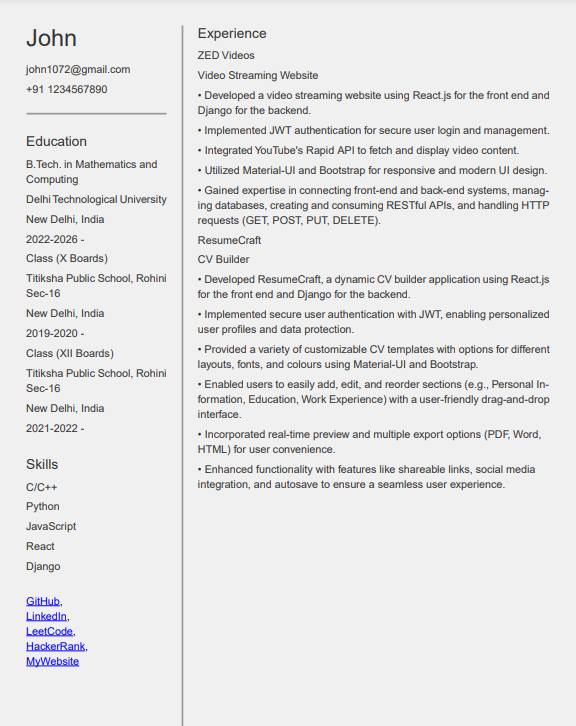 John
john1072@gmail.com
+91 1234567890
Education
B.Tech. in Mathematics and
Computing
Delhi Technological University
New Delhi, India
2022-2026 -
Class (X Boards)
Titiksha Public School, Rohini
Sec-16
New Delhi, India
2019-2020 -
Class (XII Boards)
Titiksha Public School, Rohini
Sec-16
New Delhi, India
2021-2022 -
Skills
C/C++
Python
JavaScript
React
Django
GitHub,
LinkedIn,
LeetCode,
HackerRank,
MyWebsite
Experience
ZED Videos
Video Streaming Website
• Developed a video streaming website using React.js for the front end and
Django for the backend.
• Implemented JWT authentication for secure user login and management.
• Integrated YouTube's Rapid API to fetch and display video content.
• Utilized Material-UI and Bootstrap for responsive and modern UI design.
• Gained expertise in connecting front-end and back-end systems, manag-
ing databases, creating and consuming RESTful APIs, and handling HTTP
requests (GET, POST, PUT, DELETE).
ResumeCraft
CV Builder
• Developed ResumeCraft, a dynamic CV builder application using React.js
for the front end and Django for the backend.
• Implemented secure user authentication with JWT, enabling personalized
user profiles and data protection.
• Provided a variety of customizable CV templates with options for different
layouts, fonts, and colours using Material-UI and Bootstrap.
• Enabled users to easily add, edit, and reorder sections (e.g., Personal In-
formation, Education, Work Experience) with a user-friendly drag-and-drop
interface.
• Incorporated real-time preview and multiple export options (PDF, Word,
HTML) for user convenience.
• Enhanced functionality with features like shareable links, social media
integration, and autosave to ensure a seamless user experience.